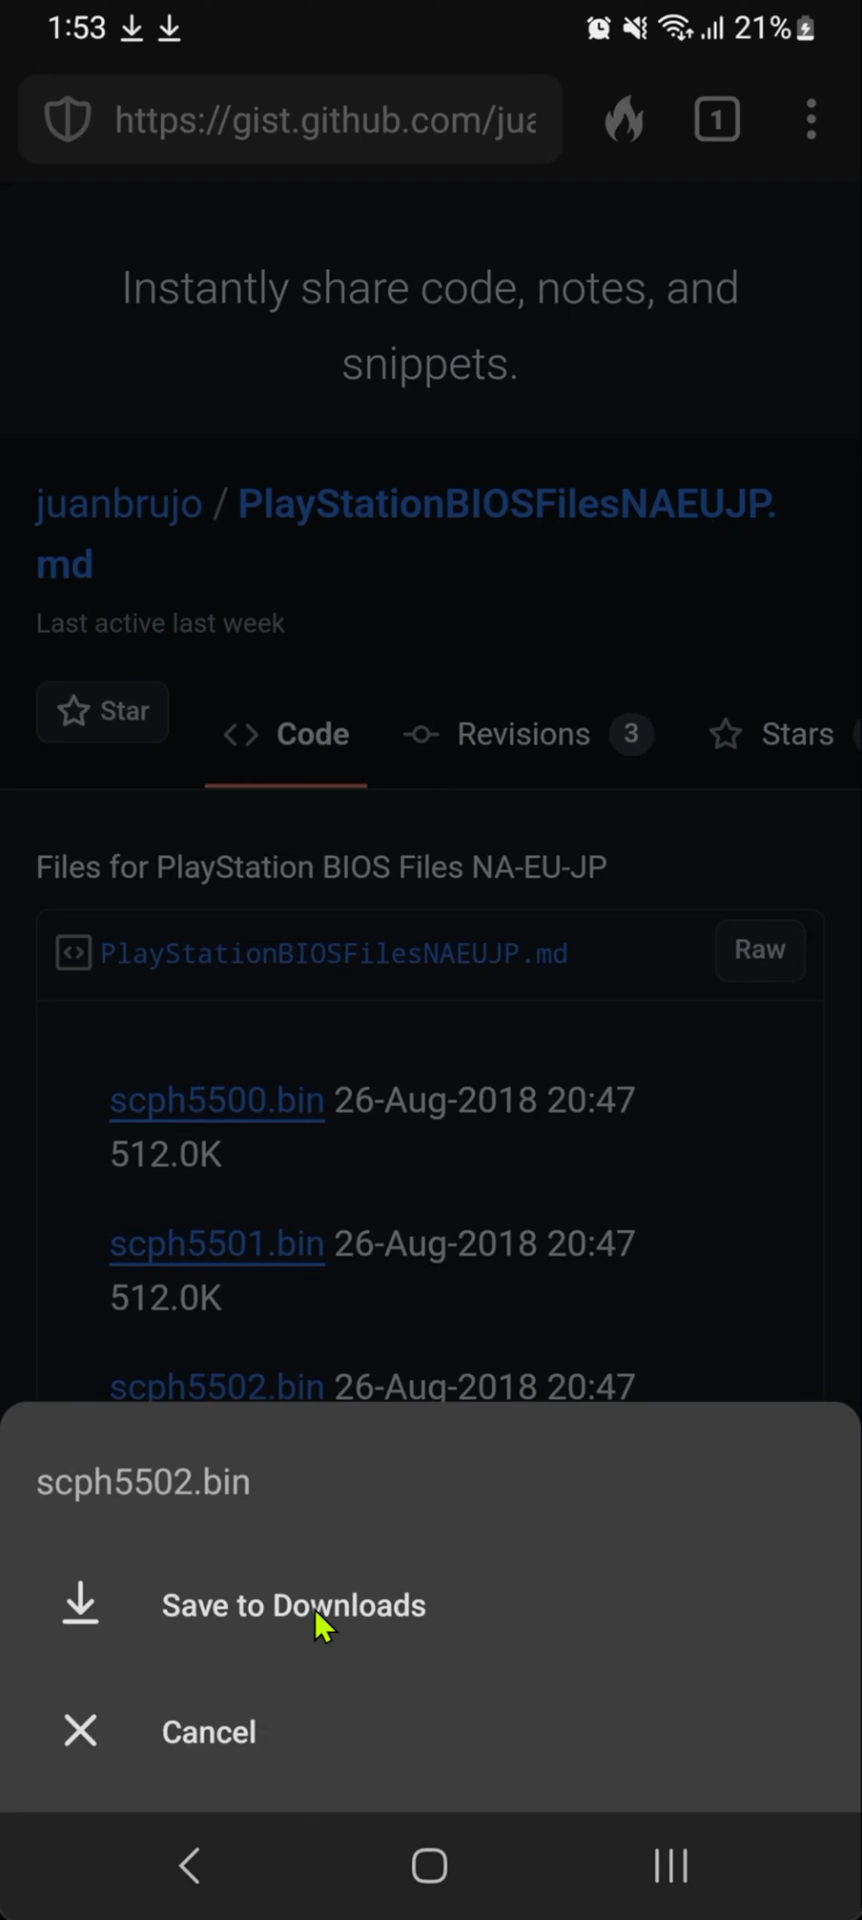 1:53
21%
https://gist.github.com/jua
1
Instantly share code, notes, and
snippets.
juanbrujo / PlayStationBIOSFilesNAEUJP.
md
Last active last week
Star
Code
Revisions 3
Stars
Files for PlayStation BIOS Files NA-EU-JP
PlayStationBIOSFilesNAEUJP.md
Raw
scph5500.bin 26-Aug-2018 20:47
512.0K
scph5501.bin 26-Aug-2018 20:47
512.0K
scph5502.bin 26-Aug-2018 20:47
scph5502.bin
Save to Downloads
Cancel